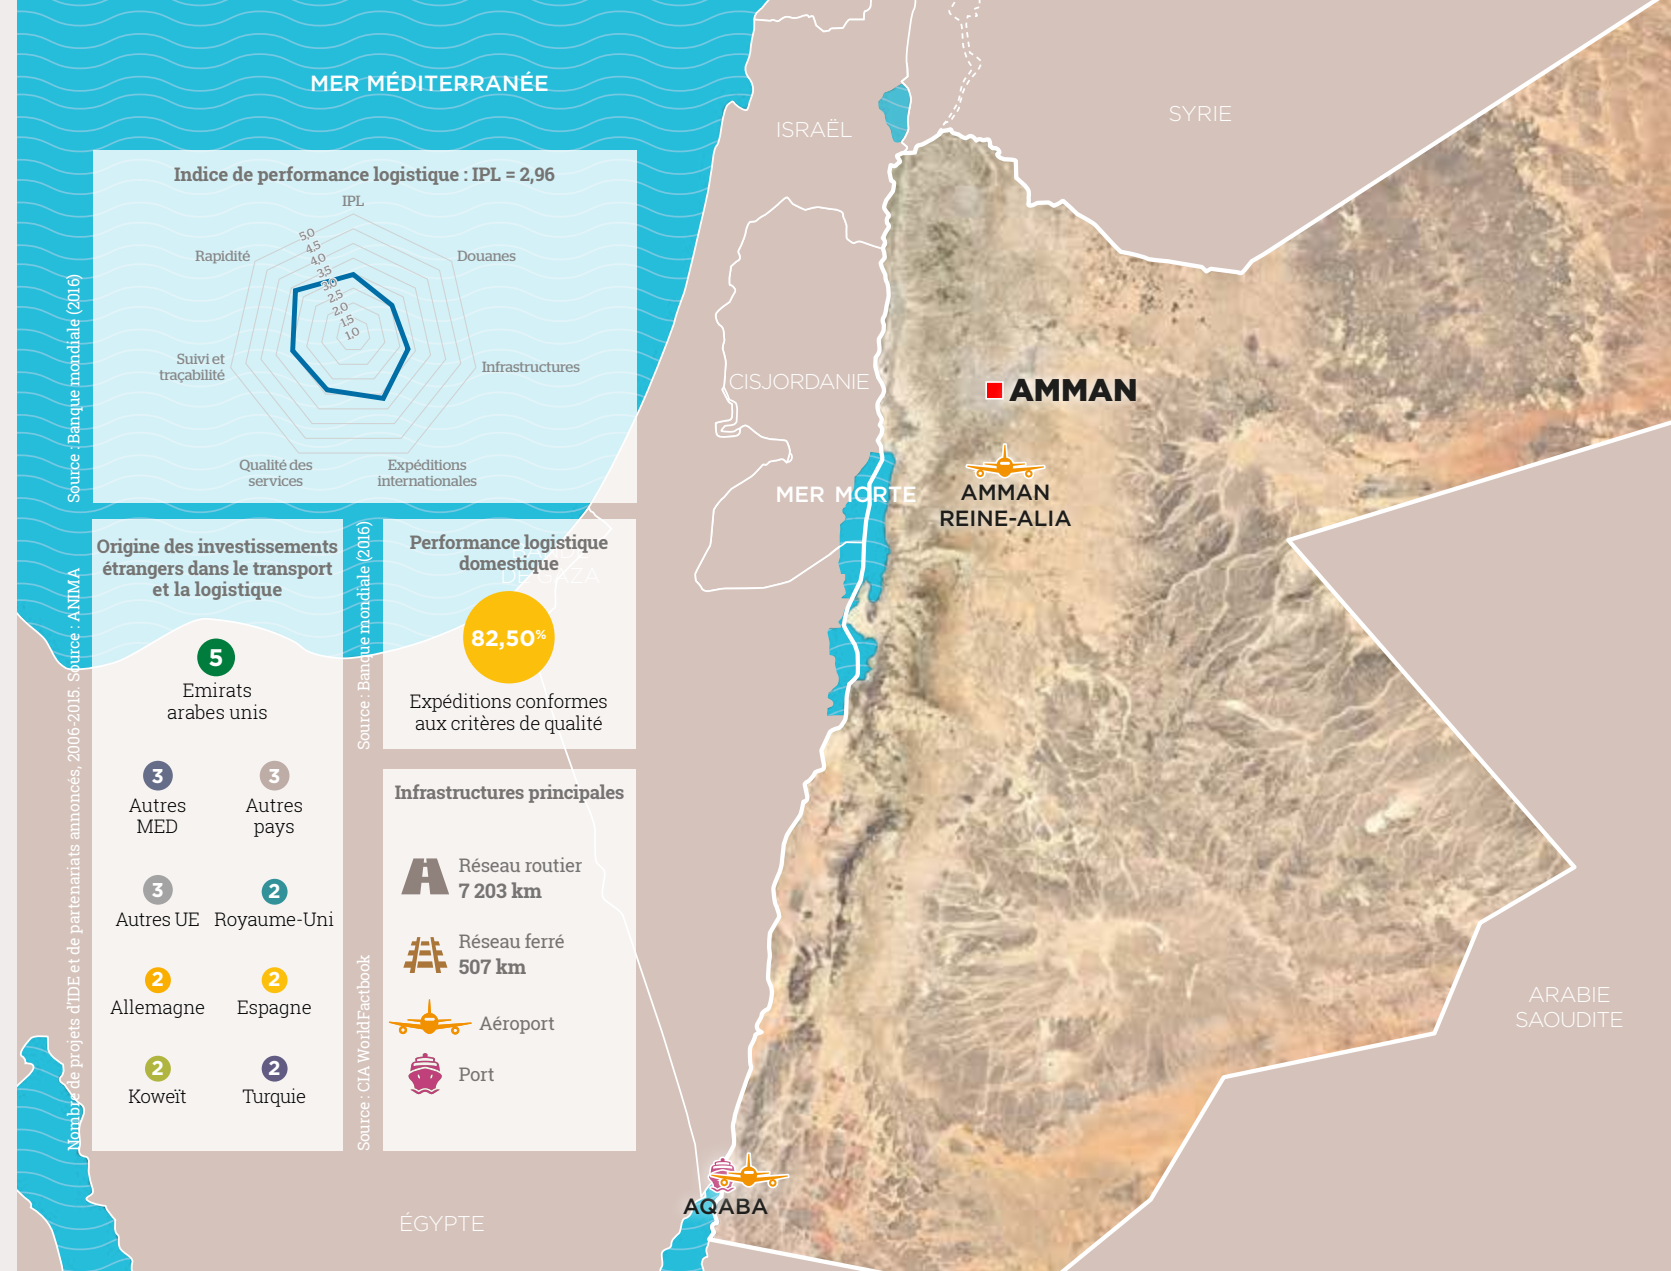 MER MÉDITERRANÉE
ISRAËL
SYRIE
Indice de performance logistique : IPL = 2,96
IPL
Douanes
Infrastructures
Expéditions
internationales
Qualité des
services
Suivi et
traçabilité
Rapidité
5,0
4,5
4,0
3,5
3,0
2,5
2,0
1,5
1,0
Source : Banque mondiale (2016)
CISJORDANIE
AMMAN
MER MORTE
AMMAN
REINE-ALIA
Origine des investissements
étrangers dans le transport
et la logistique
5
Emirats
arabes unis
3
Autres
MED
3
Autres
pays
3
Autres UE
2
Royaume-Uni
2
Allemagne
2
Espagne
2
Koweït
2
Turquie
Nombre de projets d'IDE et de partenariats annoncés, 2006-2015. Source : ANIMA
Performance logistique
domestique
DE GAZA
82,50%
Expéditions conformes
aux critères de qualité
Source : Banque mondiale (2016)
Infrastructures principales
Réseau routier
7 203 km
Réseau ferré
507 km
Aéroport
Port
Source : CIA World Factbook
ARABIE
SAOUDITE
AQABA
ÉGYPTE